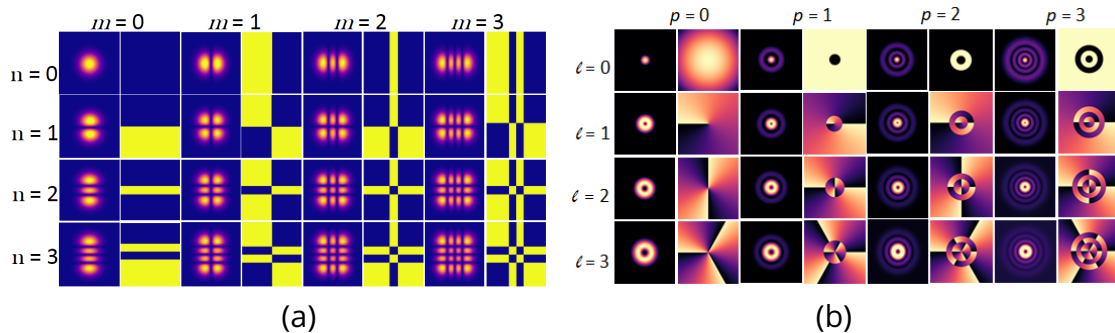 m = 0 m = 1 m = 2 m = 3
n = 0
n = 1
n = 2
n = 3
(a)
p = 0 p = 1 p = 2 p = 3
ℓ = 0
ℓ = 1
ℓ = 2
ℓ = 3
(b)